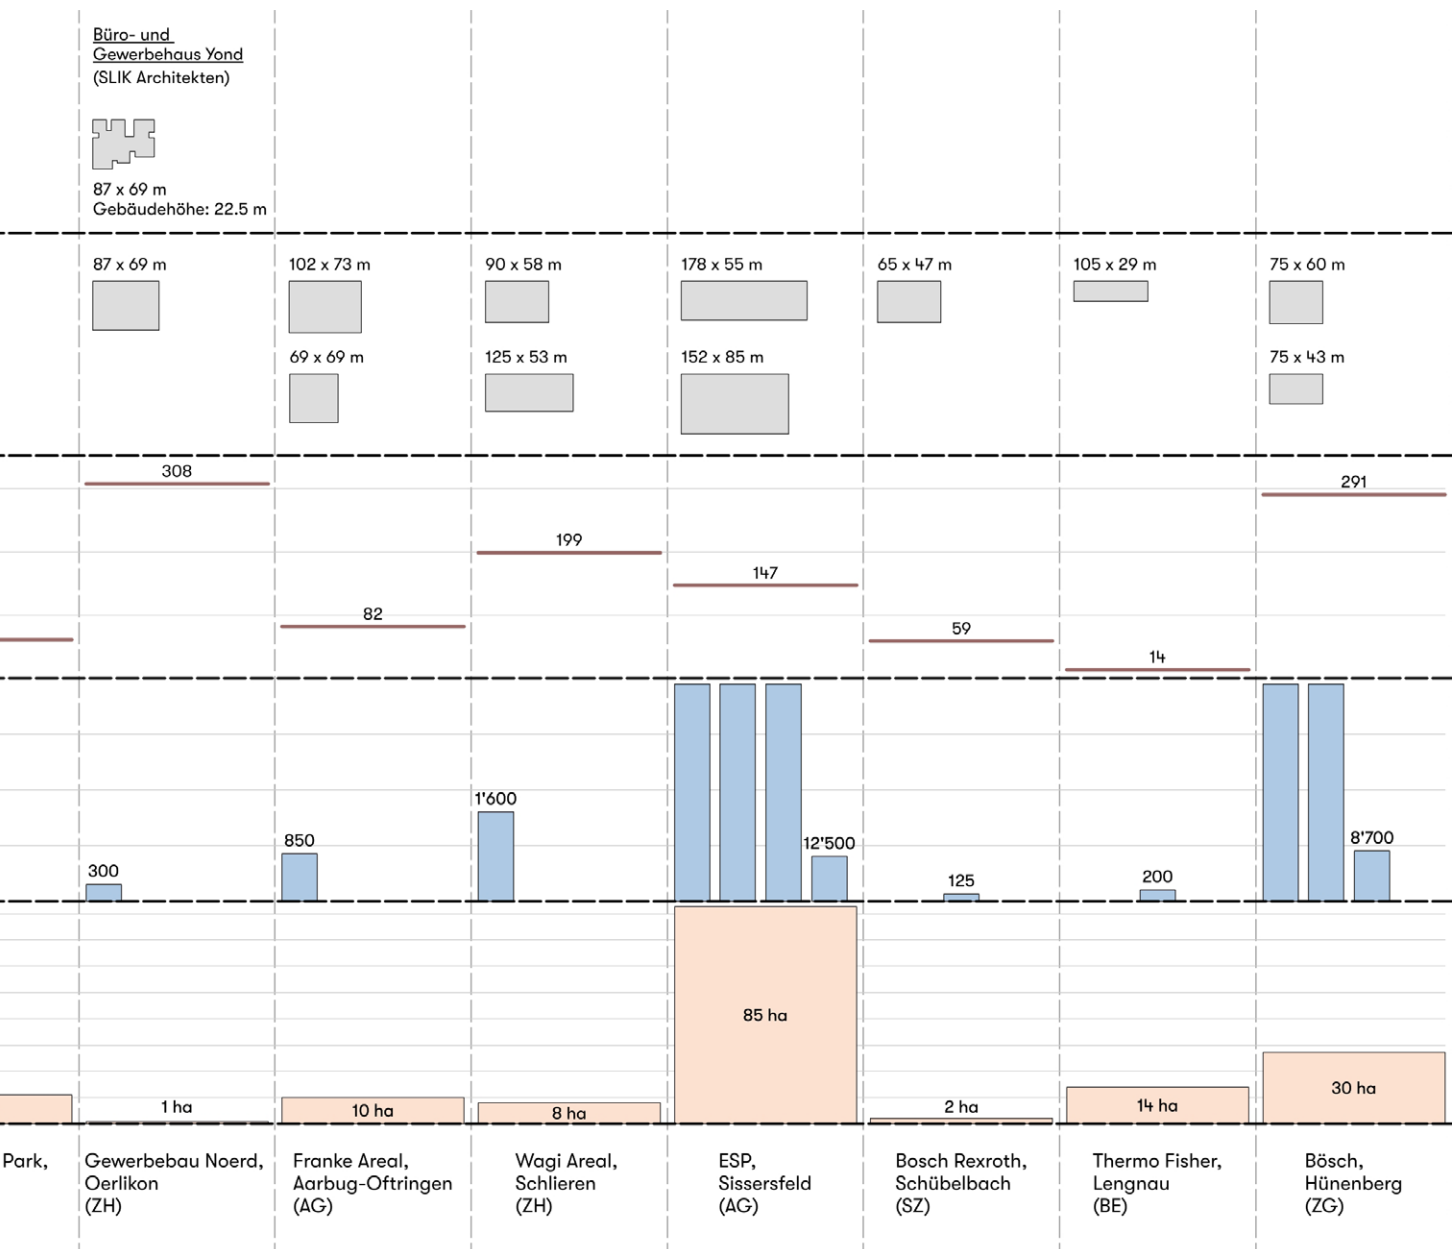 Büro- und
Gewerbehaus Yond
(SLIK Architekten)
87 x 69 m
Gebäudehöhe: 22.5 m
87 x 69 m
102 x 73 m
90 x 58 m
178 x 55 m
65 x 47 m
105 x 29 m
75 x 60 m
69 x 69 m
125 x 53 m
152 x 85 m
75 x 43 m
308
291
199
147
82
59
14
1'600
850
12'500
8'700
300
125
200
85 ha
30 ha
1 ha
10 ha
8 ha
2 ha
14 ha
Park,
Gewerbebau Noerd,
Oerlikon
(ZH)
Franke Areal,
Aarbug-Oftringen
(AG)
Wagi Areal,
Schlieren
(ZH)
ESP,
Sissersfeld
(AG)
Bosch Rexroth,
Schübelbach
(SZ)
Thermo Fisher,
Lengnau
(BE)
Bösch,
Hünenberg
(ZG)